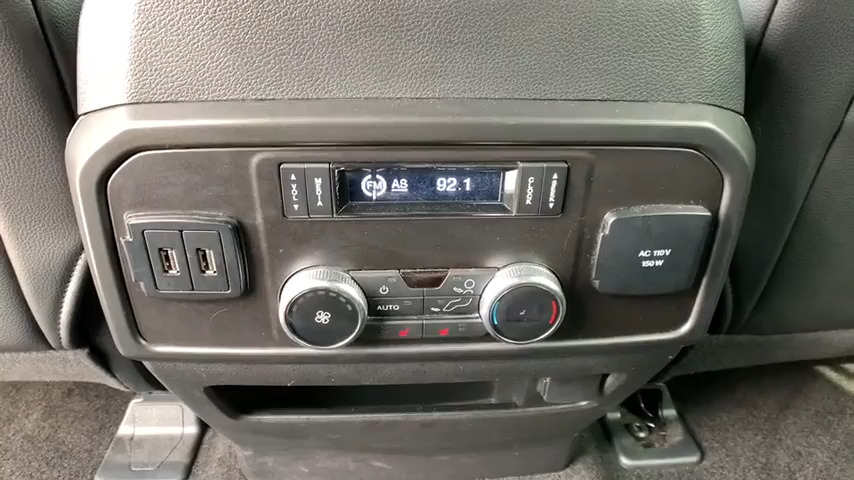 VOL
MEDIA
FM AS 92.1
CLOCK
SEEK
AC 110V
150W
AUTO